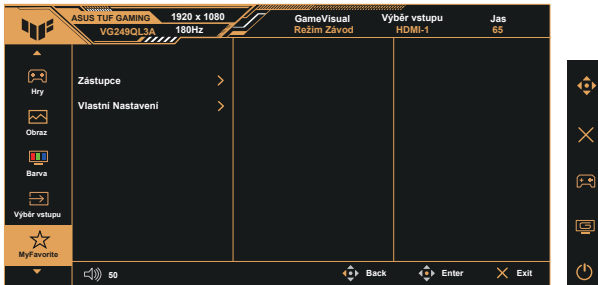 ASUS TUF GAMING
VG249QL3A
1920 x 1080
180Hz
GameVisual
Režim Závod
Výběr vstupu
HDMI-1
Jas
65
Hry
Obraz
Barva
Výběr vstupu
MyFavorite
Zástupce
Vlastní Nastavení
50
Back
Enter
Exit